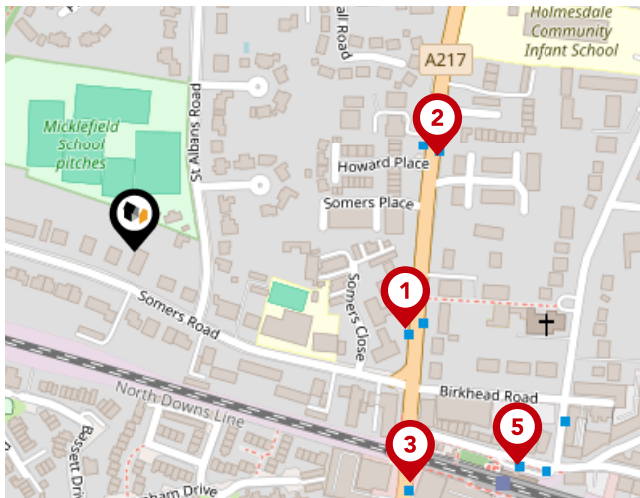 Holmesdale
Community
Infant School
all Road
A217
St Albans Road
Micklefield
School
pitches
2
Howard Place
Somers Place
1
Somers Close
Somers Road
Birkhead Road
North Downs Line
3
5
Bassett Drive
ham Drive